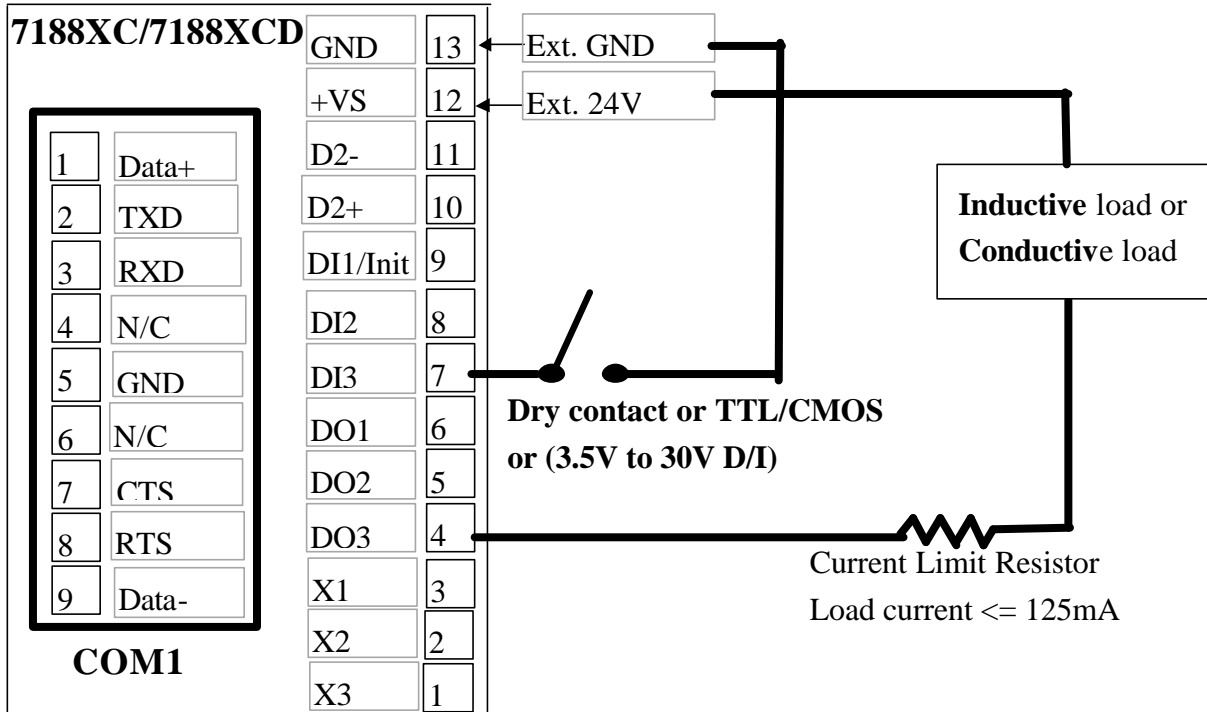 7188XC/7188XCD
GND 13 Ext. GND
+VS 12 Ext. 24V
D2- 11
D2+ 10
DI1/Init 9
DI2 8
DI3 7
DO1 6
DO2 5
DO3 4
X1 3
X2 2
X3 1
1 Data+
2 TXD
3 RXD
4 N/C
5 GND
6 N/C
7 CTS
8 RTS
9 Data-
COM1
Inductive load or
Conductive load
Dry contact or TTL/CMOS
or (3.5V to 30V D/I)
Current Limit Resistor
Load current <= 125mA